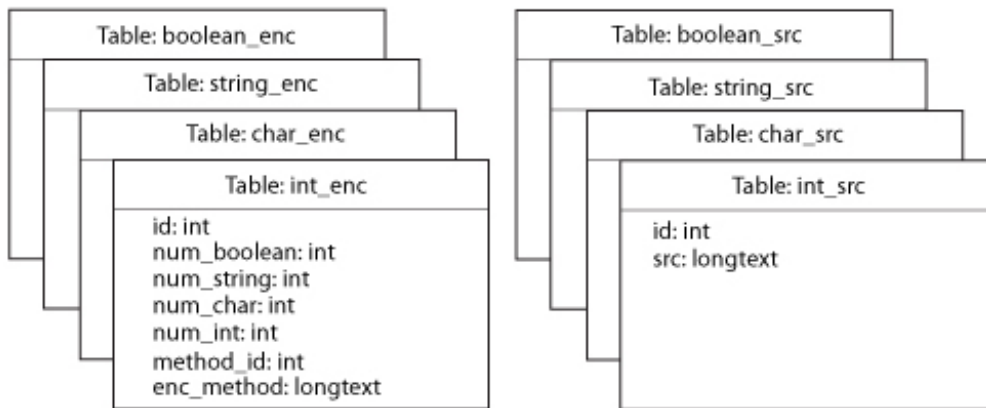 Table: boolean_enc
Table: string_enc
Table: char_enc
Table: int_enc
id: int
num_boolean: int
num_string: int
num_char: int
num_int: int
method_id: int
enc_method: longtext
Table: boolean_src
Table: string_src
Table: char_src
Table: int_src
id: int
src: longtext